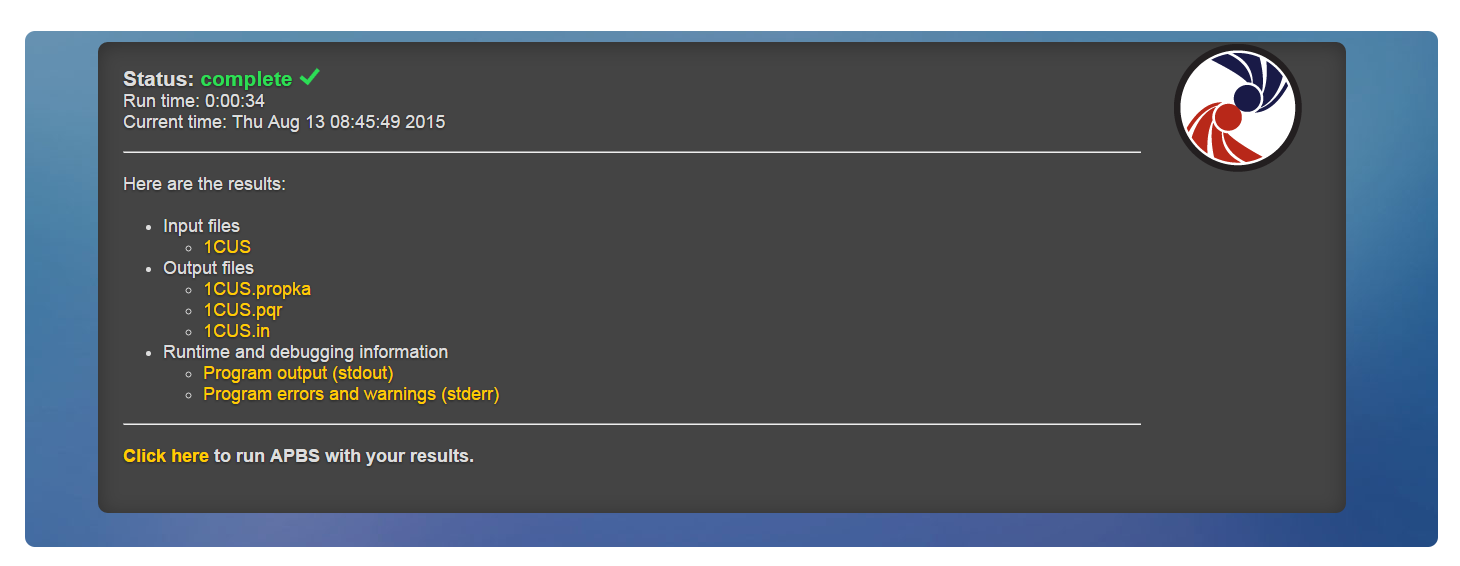 Status: complete
Run time: 0:00:34
Current time: Thu Aug 13 08:45:49 2015
Here are the results:
Input files
1CUS
Output files
1CUS.propka
1CUS.pqr
1CUS.in
Runtime and debugging information
Program output (stdout)
Program errors and warnings (stderr)
Click here to run APBS with your results.